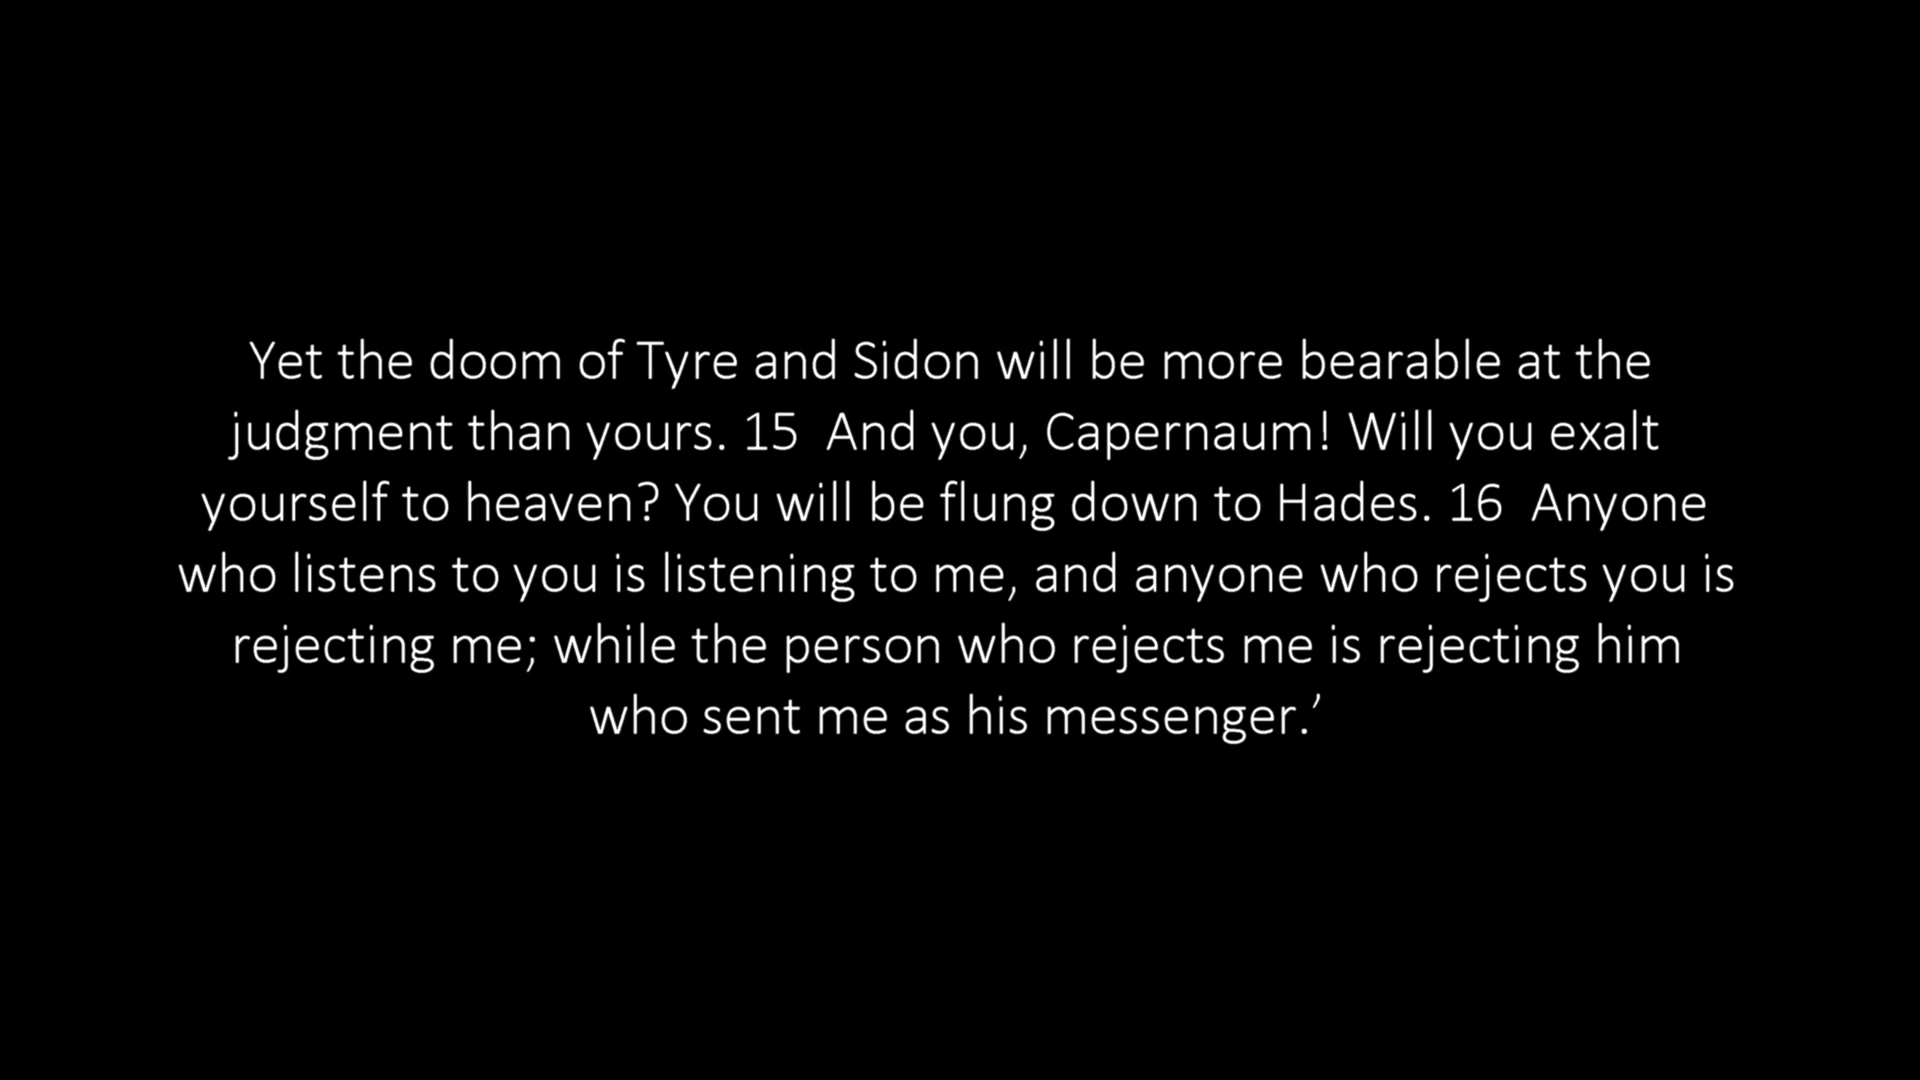 Yet the doom of Tyre and Sidon will be more bearable at the
judgment than yours. 15  And you, Capernaum! Will you exalt
yourself to heaven? You will be flung down to Hades. 16  Anyone
who listens to you is listening to me, and anyone who rejects you is
rejecting me; while the person who rejects me is rejecting him
who sent me as his messenger.’